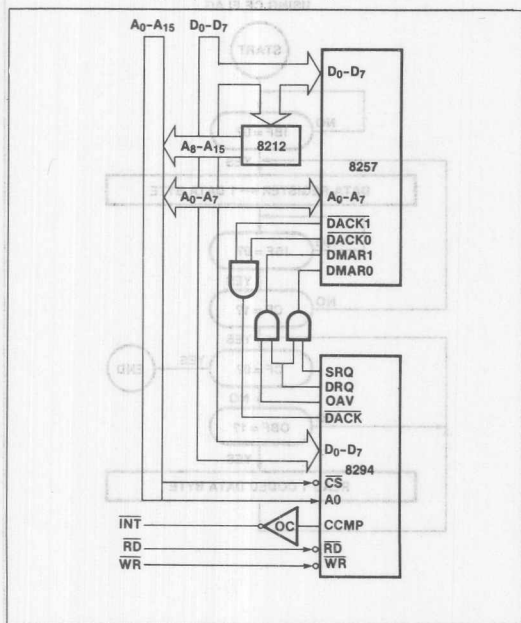 A0–A15 D0–D7
D0–D7
8212
A8–A15
8257
A0–A7 A0–A7
DACK1
DACK0
DMAR1
DMAR0
SRQ
DRQ
OAV
DACK
D0–D7
8294
CS
A0
INT OC CCMP
RD RD
WR WR